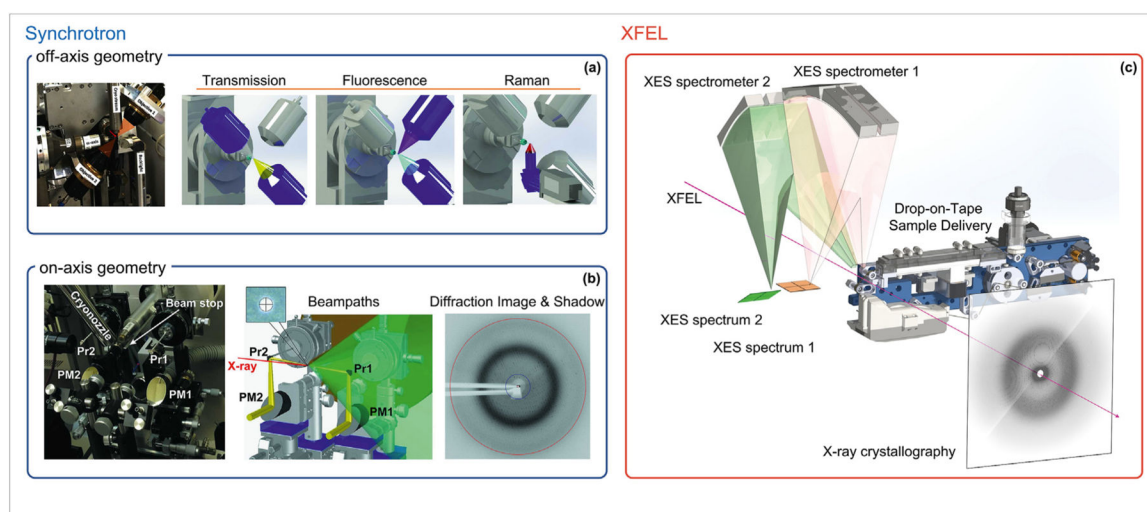 Synchrotron
off-axis geometry
(a)
Transmission
Fluorescence
Raman
on-axis geometry
(b)
Cryonozzle
Beam stop
Pr2
Pr1
PM2
PM1
Beampaths
Pr2
X-ray
Pr1
PM2
PM1
Diffraction Image & Shadow
XFEL
(c)
XES spectrometer 2
XES spectrometer 1
XFEL
Drop-on-Tape
Sample Delivery
XES spectrum 2
XES spectrum 1
X-ray crystallography